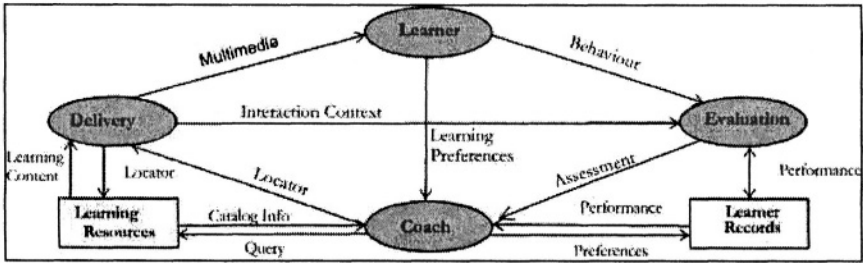 Learner
Multimedia
Behaviour
Delivery
Interaction Context
Evaluation
Learning
Preferences
Learning
Content
Locator
Locator
Assessment
Performance
Learning
Resources
Catalog Info
Query
Coach
Performance
Preferences
Learner
Records